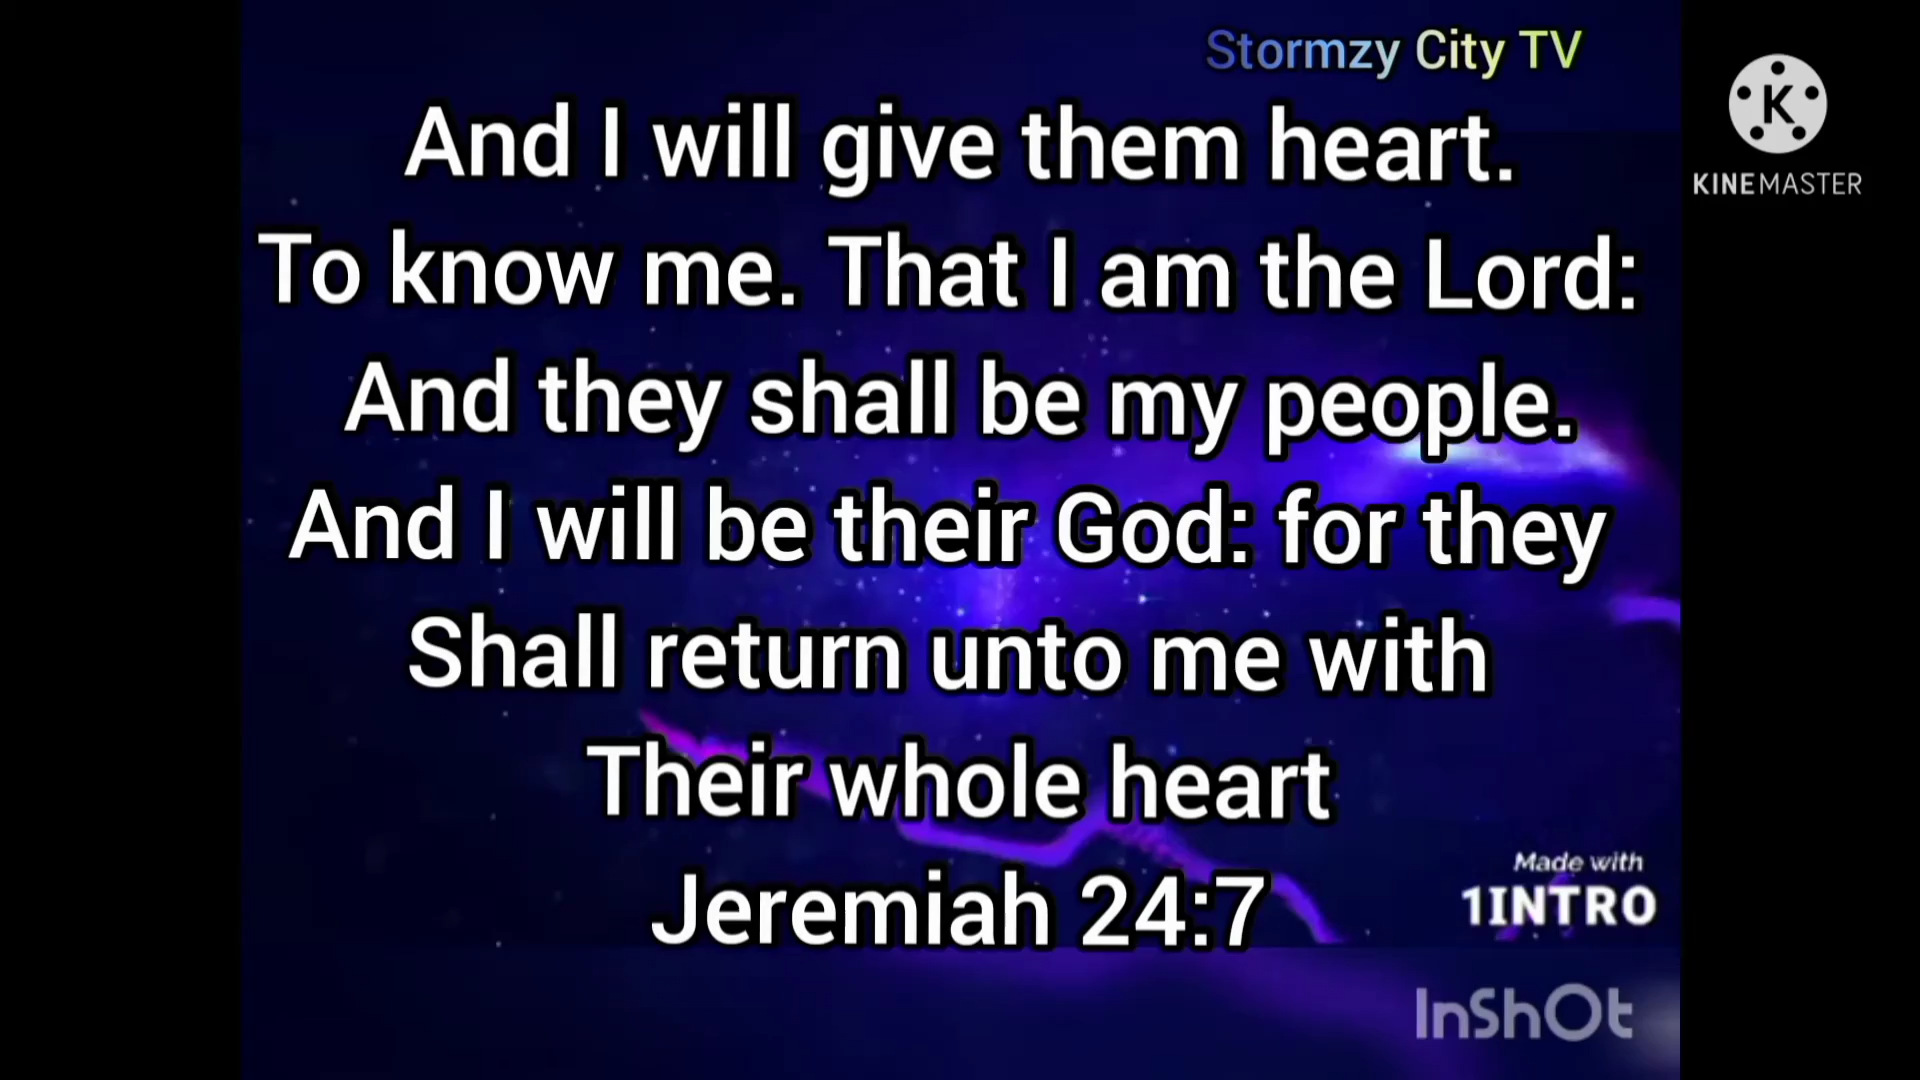 Stormzy City TV
K
KINEMASTER
And I will give them heart.
To know me. That I am the Lord:
And they shall be my people.
And I will be their God: for they
Shall return unto me with
Their whole heart
Jeremiah 24:7
Made with
1INTRO
InShOt